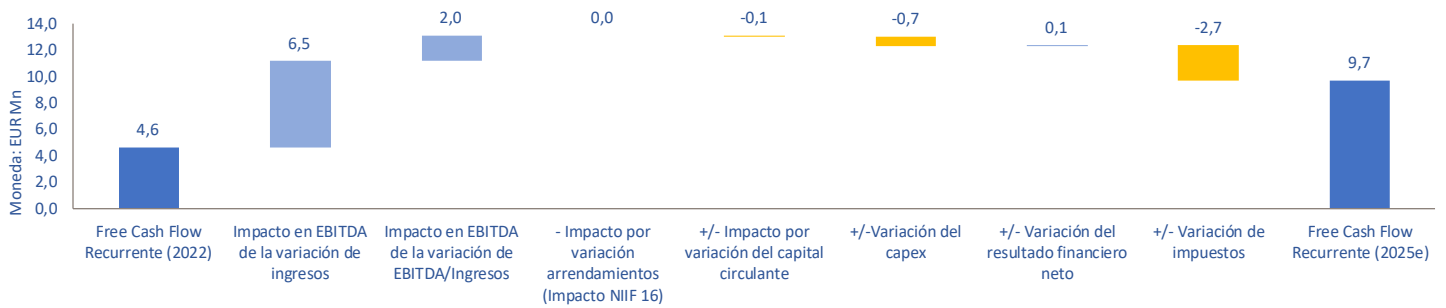 Moneda: EUR Mn
14,0
12,0
10,0
8,0
6,0
4,0
2,0
0,0
4,6
6,5
2,0
0,0
-0,1
-0,7
0,1
-2,7
9,7
Free Cash Flow
Recurrente (2022)
Impacto en EBITDA
de la variación de
ingresos
Impacto en EBITDA
de la variación de
EBITDA/Ingresos
- Impacto por
variación
arrendamientos
(Impacto NIIF 16)
+/- Impacto por
variación del capital
circulante
+/-Variación del
capex
+/- Variación del
resultado financiero
neto
+/- Variación de
impuestos
Free Cash Flow
Recurrente (2025e)